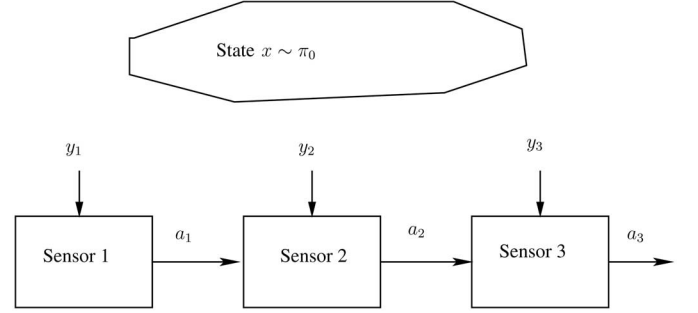 State x ∼ π₀
y₁ y₂ y₃
a₁ a₂ a₃
Sensor 1 Sensor 2 Sensor 3